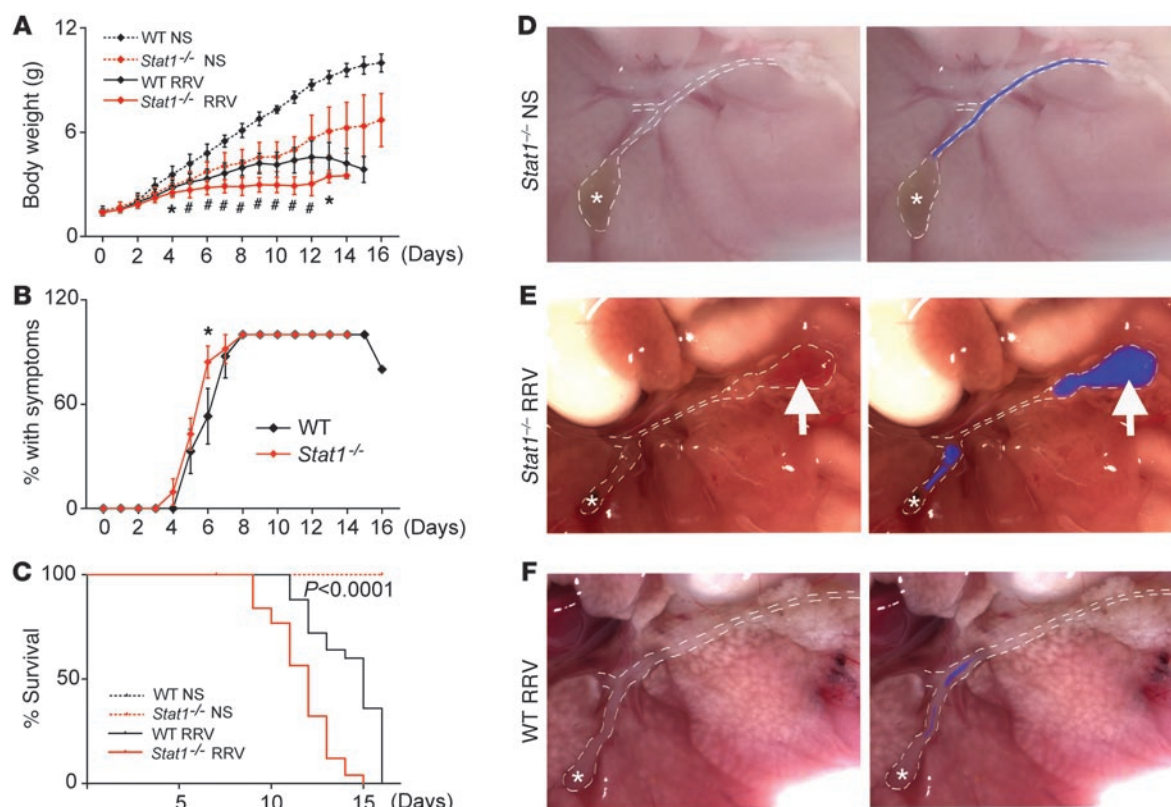 A
Body weight (g)
12
6
0
WT NS
Stat1-/- NS
WT RRV
Stat1-/- RRV
* # # # # # # # # *
0 2 4 6 8 10 12 14 16 (Days)
B
% with symptoms
120
60
0
*
WT
Stat1-/-
0 2 4 6 8 10 12 14 16 (Days)
C
% Survival
100
50
0
P<0.0001
WT NS
Stat1-/- NS
WT RRV
Stat1-/- RRV
5 10 15 (Days)
D
Stat1-/- NS
* *
E
Stat1-/- RRV
* *
F
WT RRV
* *